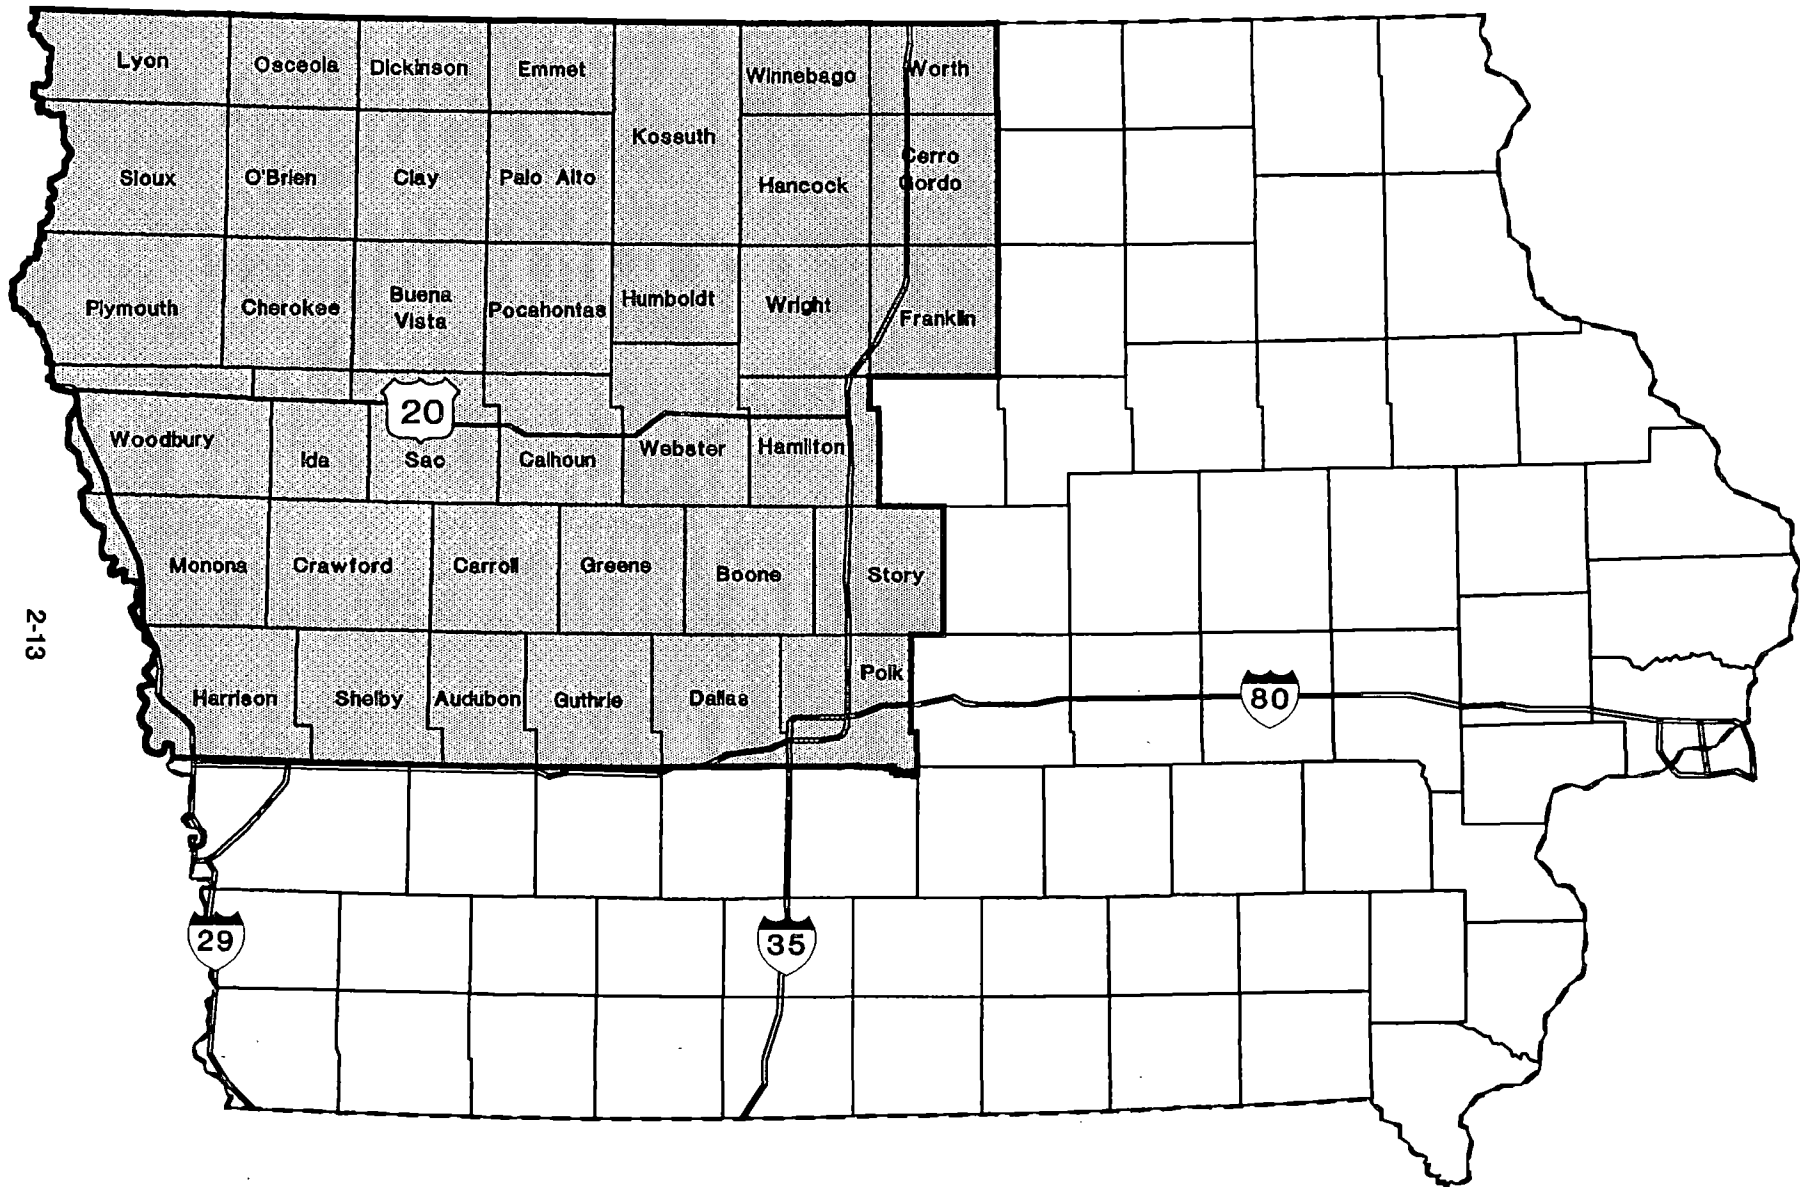 Lyon
Osceola
Dickinson
Emmet
Kossuth
Winnebago
Worth
Sioux
O'Brien
Clay
Palo Alto
Hancock
Cerro
Gordo
Plymouth
Cherokee
Buena
Vista
Pocahontas
Humboldt
Wright
Franklin
20
Woodbury
Ida
Sac
Calhoun
Webster
Hamilton
Monona
Crawford
Carroll
Greene
Boone
Story
2-13
Harrison
Shelby
Audubon
Guthrie
Dallas
Polk
80
29
35